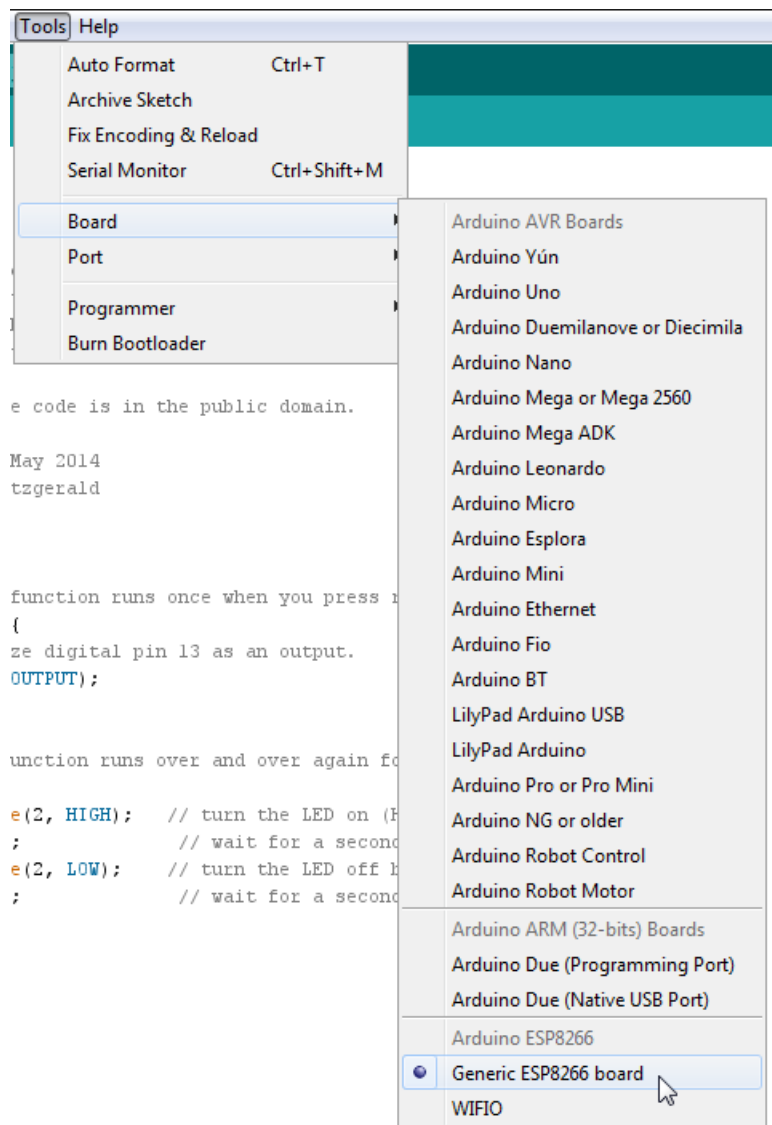 Tools Help
Auto Format Ctrl+T
Archive Sketch
Fix Encoding & Reload
Serial Monitor Ctrl+Shift+M
Board
Port
Programmer
Burn Bootloader
Arduino AVR Boards
Arduino Yún
Arduino Uno
Arduino Duemilanove or Diecimila
Arduino Nano
Arduino Mega or Mega 2560
Arduino Mega ADK
Arduino Leonardo
Arduino Micro
Arduino Esplora
Arduino Mini
Arduino Ethernet
Arduino Fio
Arduino BT
LilyPad Arduino USB
LilyPad Arduino
Arduino Pro or Pro Mini
Arduino NG or older
Arduino Robot Control
Arduino Robot Motor
Arduino ARM (32-bits) Boards
Arduino Due (Programming Port)
Arduino Due (Native USB Port)
Arduino ESP8266
Generic ESP8266 board
WIFIO
e code is in the public domain.
May 2014
tzgerald
function runs once when you press
{
ze digital pin 13 as an output.
OUTPUT);
unction runs over and over again fo
e(2, HIGH); // turn the LED on (H
; // wait for a second
e(2, LOW); // turn the LED off b
; // wait for a second